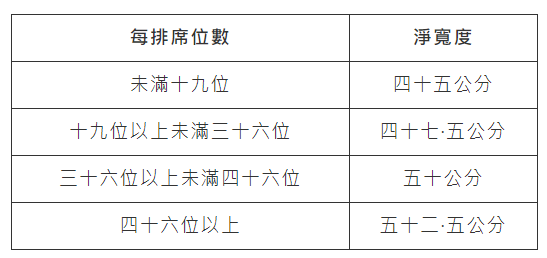 每排席位數 淨寬度
未滿十九位 四十五公分
十九位以上未滿三十六位 四十七·五公分
三十六位以上未滿四十六位 五十公分
四十六位以上 五十二·五公分